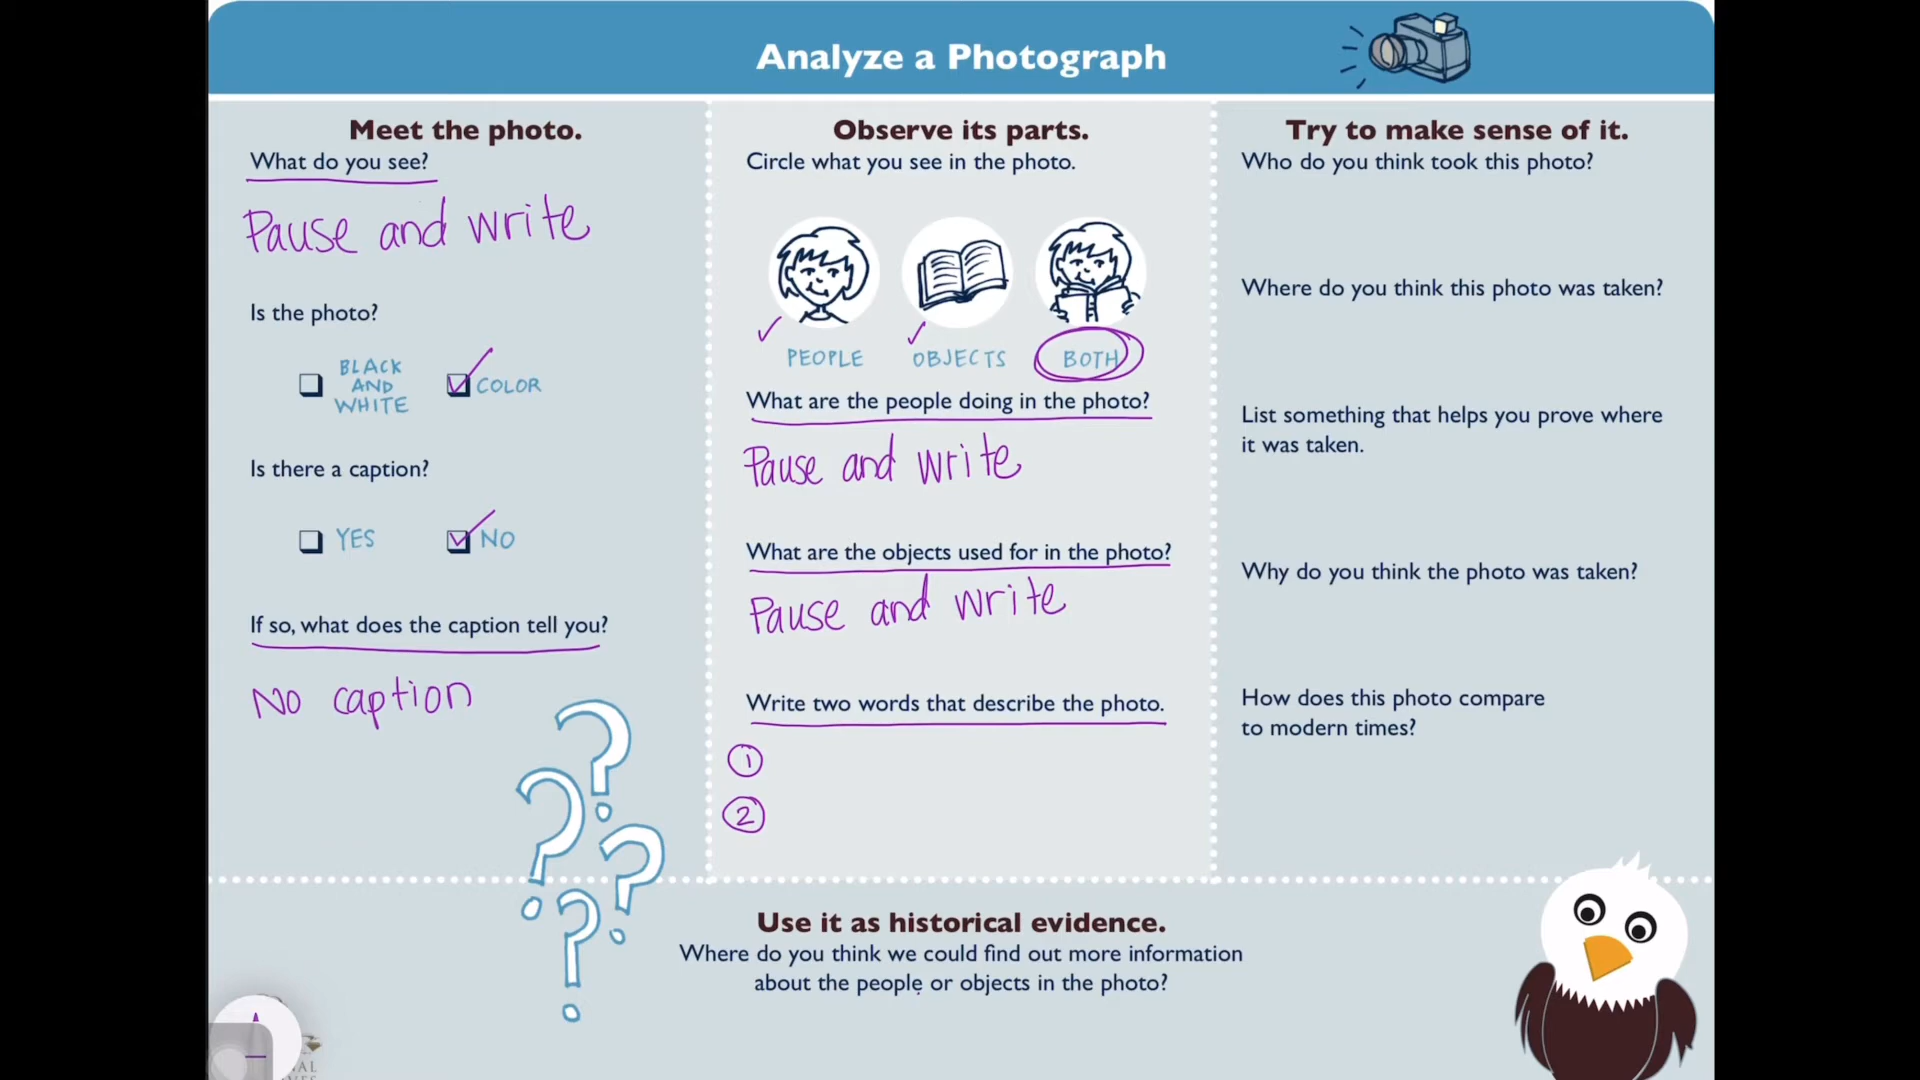 Analyze a Photograph
Meet the photo.
What do you see?
Pause and write
Is the photo?
BLACK AND WHITE
COLOR
Is there a caption?
YES
NO
If so, what does the caption tell you?
No caption
Observe its parts.
Circle what you see in the photo.
PEOPLE
OBJECTS
BOTH
What are the people doing in the photo?
Pause and write
What are the objects used for in the photo?
Pause and write
Write two words that describe the photo.
1
2
Try to make sense of it.
Who do you think took this photo?
Where do you think this photo was taken?
List something that helps you prove where
it was taken.
Why do you think the photo was taken?
How does this photo compare
to modern times?
Use it as historical evidence.
Where do you think we could find out more information
about the people or objects in the photo?